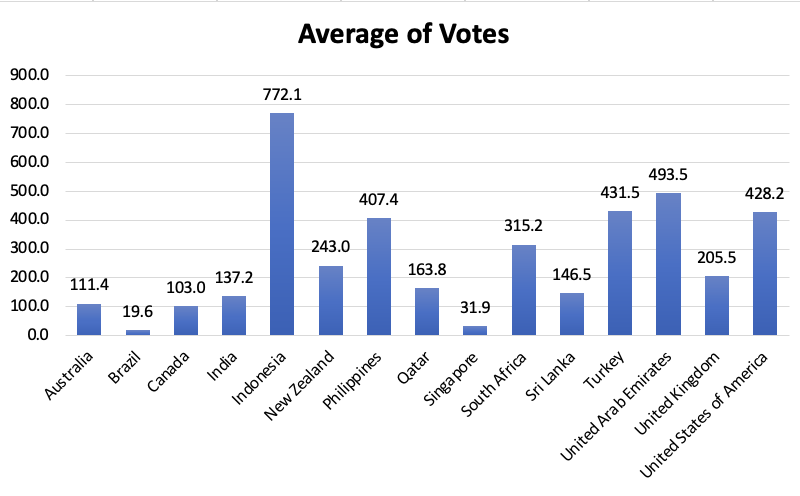 Average of Votes
900.0
800.0
700.0
600.0
500.0
400.0
300.0
200.0
100.0
0.0
111.4
19.6
103.0
137.2
772.1
243.0
407.4
163.8
31.9
315.2
146.5
431.5
493.5
205.5
428.2
Australia
Brazil
Canada
India
Indonesia
New Zealand
Philippines
Qatar
Singapore
South Africa
Sri Lanka
Turkey
United Arab Emirates
United Kingdom
United States of America